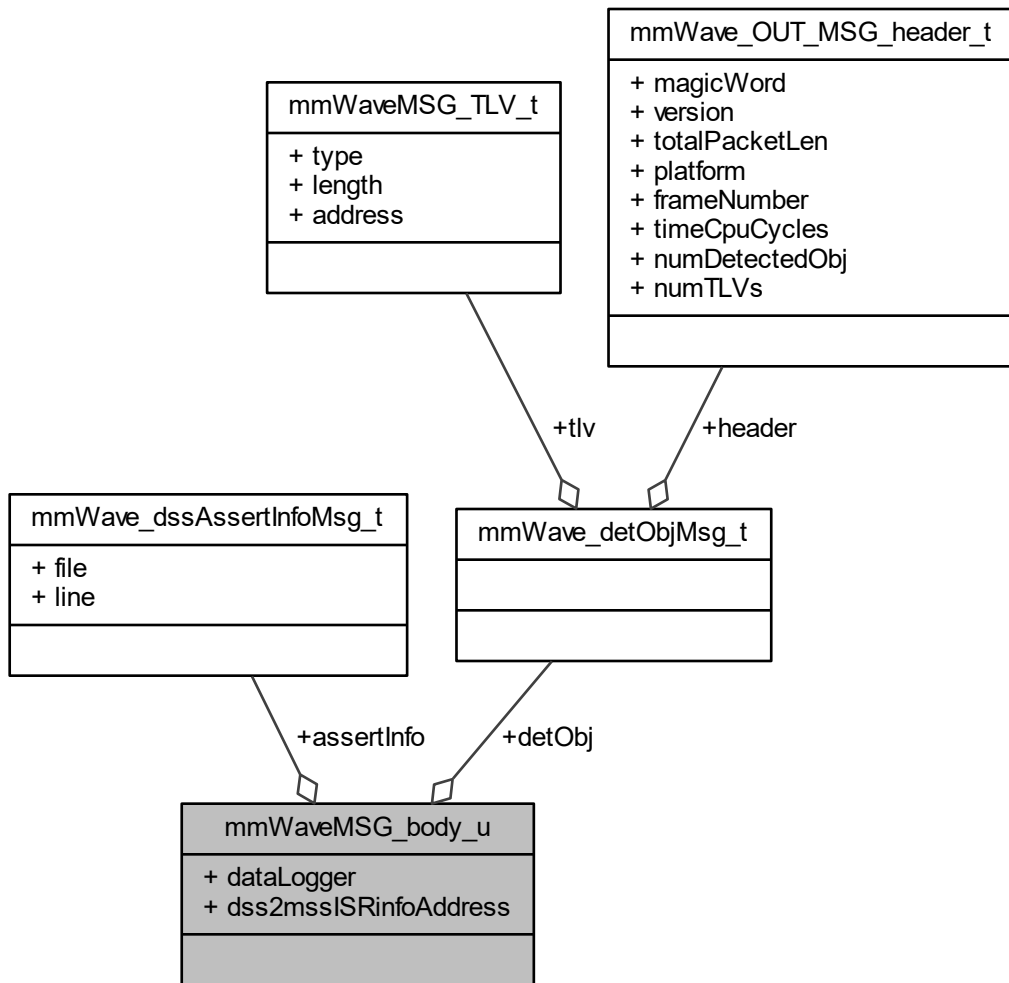 mmWave_OUT_MSG_header_t
+ magicWord
+ version
+ totalPacketLen
+ platform
+ frameNumber
+ timeCpuCycles
+ numDetectedObj
+ numTLVs
mmWaveMSG_TLV_t
+ type
+ length
+ address
+tlv
+header
mmWave_dssAssertInfoMsg_t
+ file
+ line
mmWave_detObjMsg_t
+assertInfo
+detObj
mmWaveMSG_body_u
+ dataLogger
+ dss2mssISRinfoAddress